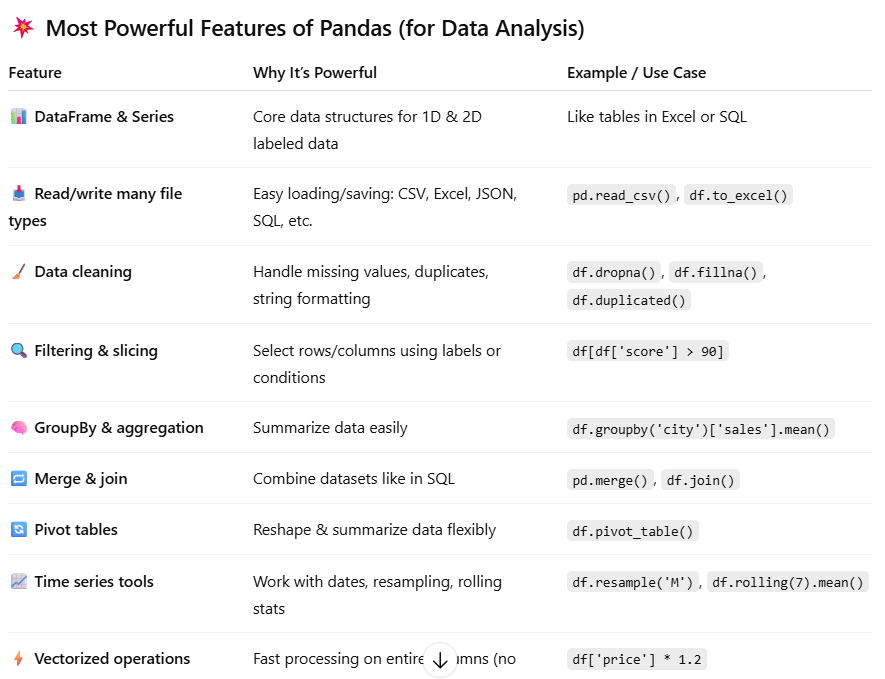 Most Powerful Features of Pandas (for Data Analysis)
Feature Why It's Powerful Example / Use Case
DataFrame & Series Core data structures for 1D & 2D Like tables in Excel or SQL
labeled data
Read/write many file Easy loading/saving: CSV, Excel, JSON, pd.read_csv(), df.to_excel()
types SQL, etc.
Data cleaning Handle missing values, duplicates, df.dropna(), df.fillna(),
string formatting df.duplicated()
Filtering & slicing Select rows/columns using labels or df[df['score'] > 90]
conditions
GroupBy & aggregation Summarize data easily df.groupby('city')['sales'].mean()
Merge & join Combine datasets like in SQL pd.merge(), df.join()
Pivot tables Reshape & summarize data flexibly df.pivot_table()
Time series tools Work with dates, resampling, rolling df.resample('M'), df.rolling(7).mean()
stats
Vectorized operations Fast processing on entire (no df['price'] * 1.2